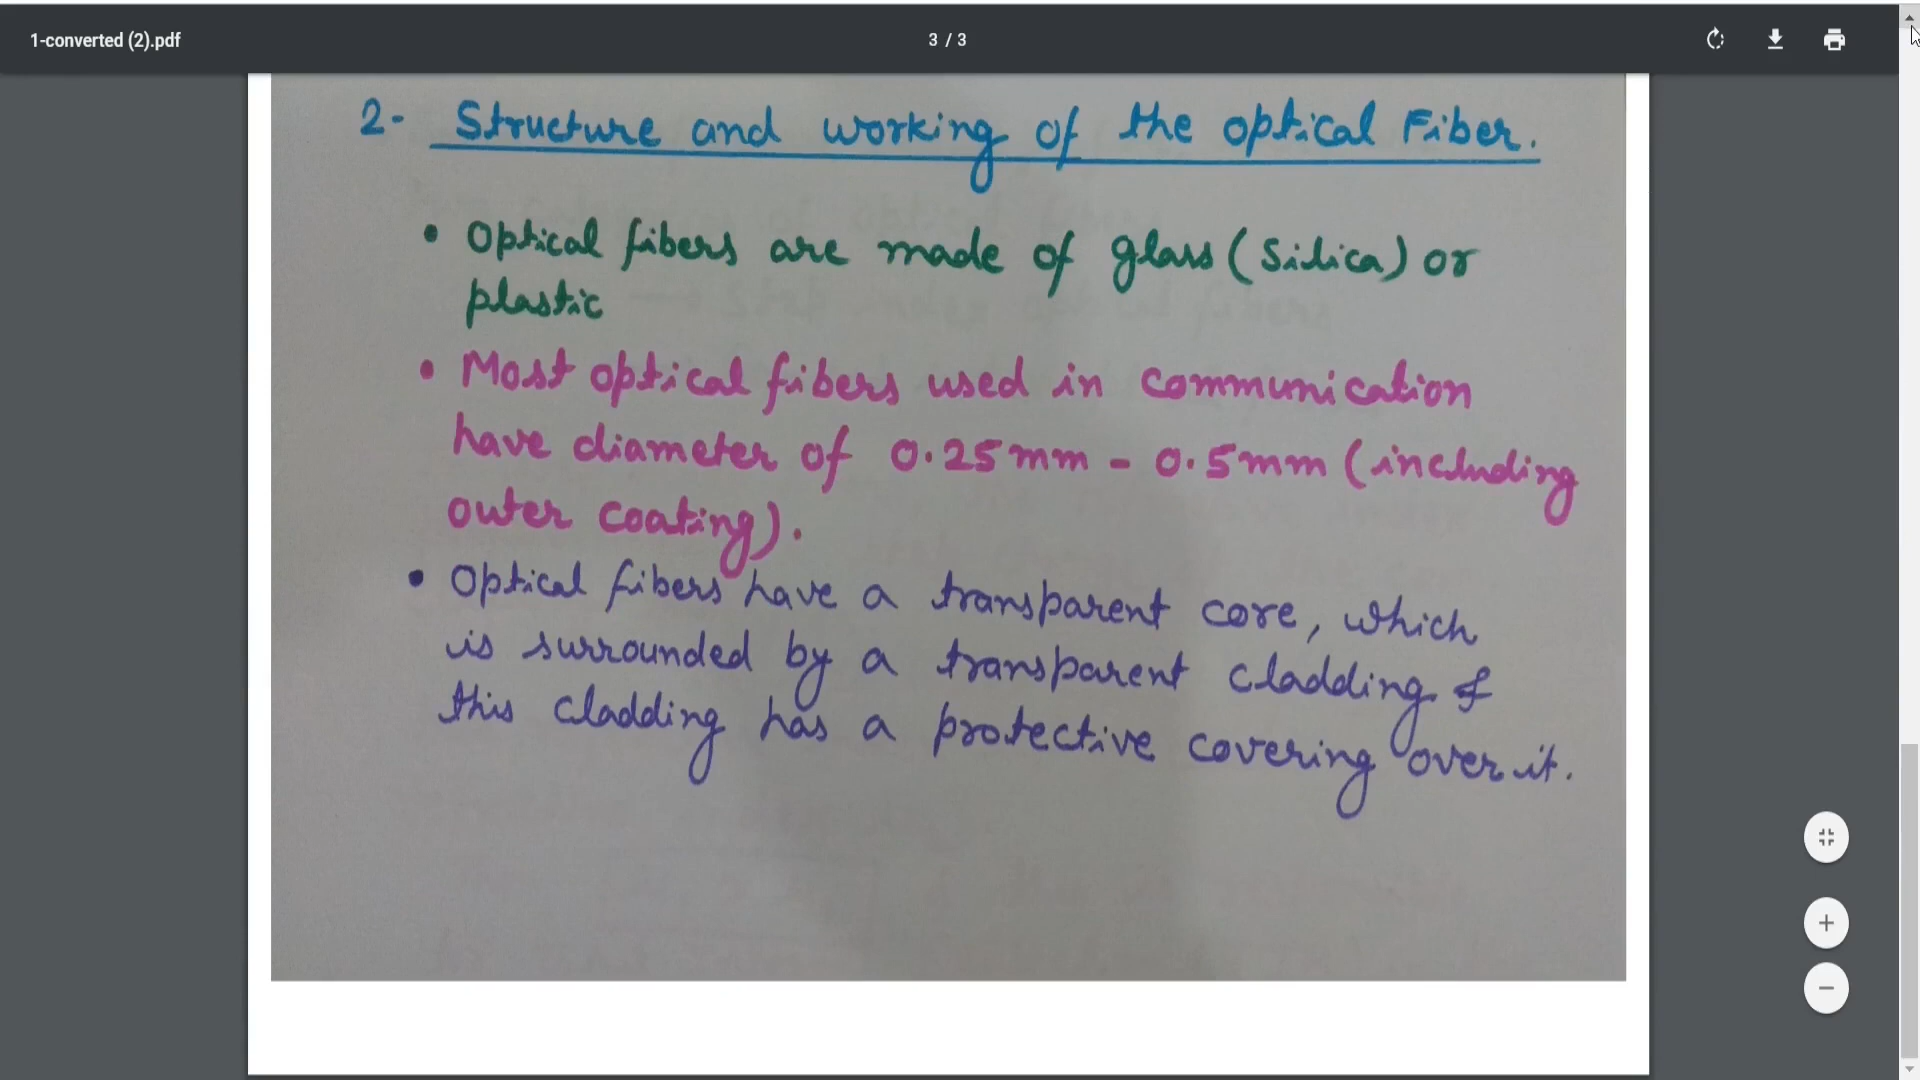 1-converted (2).pdf
3 / 3
2- Structure and working of the optical Fiber.
• Optical fibers are made of glass (Silica) or
plastic
• Most optical fibers used in communication
have diameter of 0.25mm - 0.5mm (including
outer coating).
• Optical fibers have a transparent core, which
is surrounded by a transparent cladding &
this cladding has a protective covering over it.